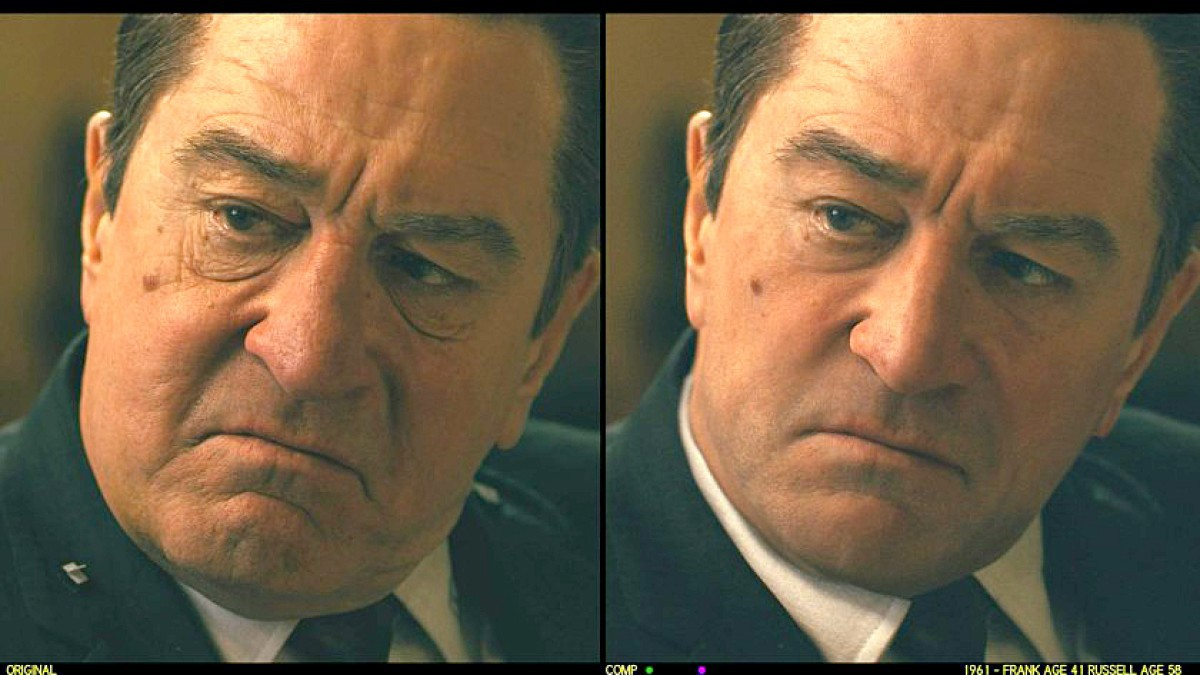 ORIGINAL
COMP
1961 - FRANK AGE 41 RUSSELL AGE 58